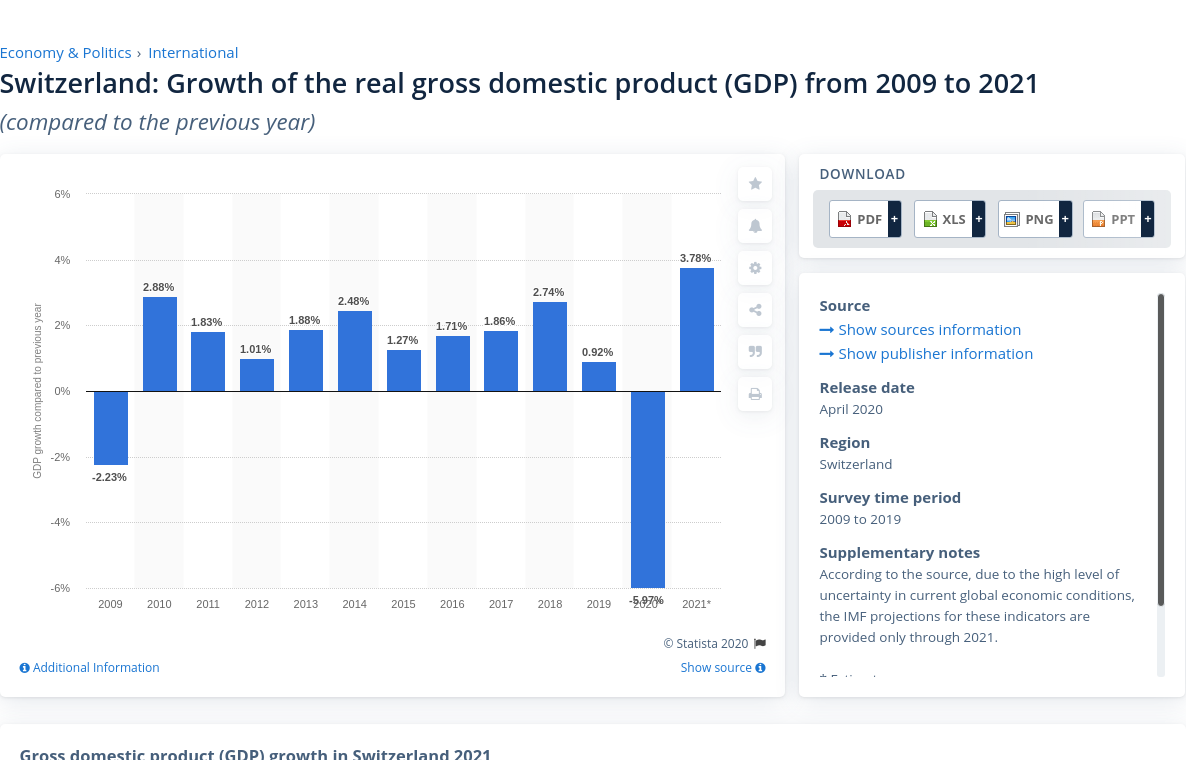 Economy & Politics › International
Switzerland: Growth of the real gross domestic product (GDP) from 2009 to 2021
(compared to the previous year)
GDP growth compared to previous year
6%
4%
2%
0%
-2%
-4%
-6%
-2.23%
2.88%
1.83%
1.01%
1.88%
2.48%
1.27%
1.71%
1.86%
2.74%
0.92%
-5.97%
3.78%
2009 2010 2011 2012 2013 2014 2015 2016 2017 2018 2019 2020* 2021*
© Statista 2020
Additional Information
Show source
DOWNLOAD
PDF + XLS + PNG + PPT +
Source
Show sources information
Show publisher information
Release date
April 2020
Region
Switzerland
Survey time period
2009 to 2019
Supplementary notes
According to the source, due to the high level of
uncertainty in current global economic conditions,
the IMF projections for these indicators are
provided only through 2021.
Gross domestic product (GDP) growth in Switzerland 2021